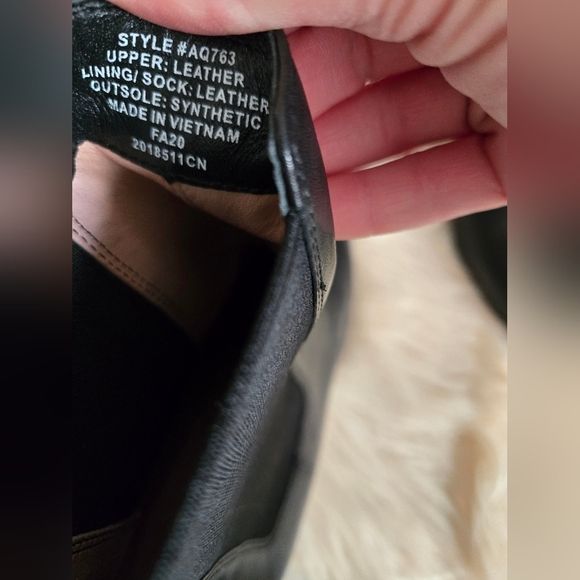 STYLE #AQ763
UPPER: LEATHER
LINING/ SOCK: LEATHER
OUTSOLE: SYNTHETIC
MADE IN VIETNAM
FA20
2018511CN